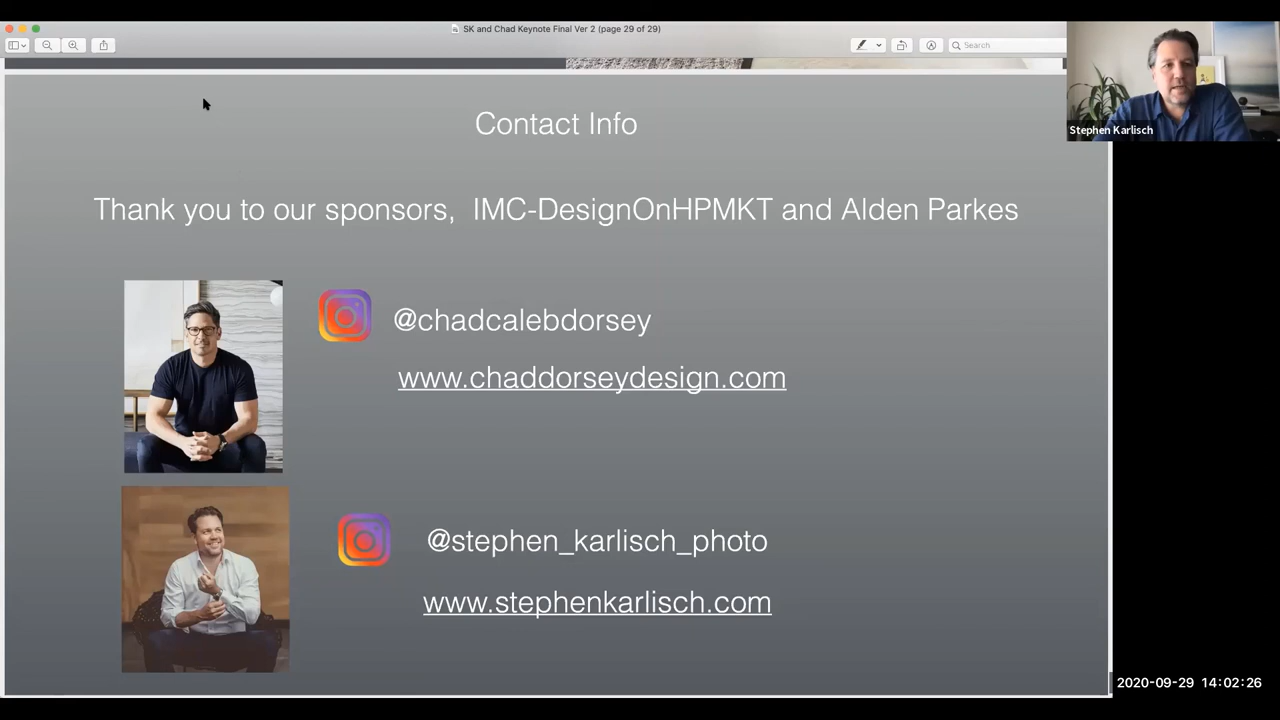 SK and Chad Keynote Final Ver 2 (page 29 of 29)
Search
Stephen Karlisch
Contact Info
Thank you to our sponsors, IMC-DesignOnHPMKT and Alden Parkes
@chadcalebdorsey
www.chaddorseydesign.com
@stephen_karlisch_photo
www.stephenkarlisch.com
2020-09-29 14:02:26